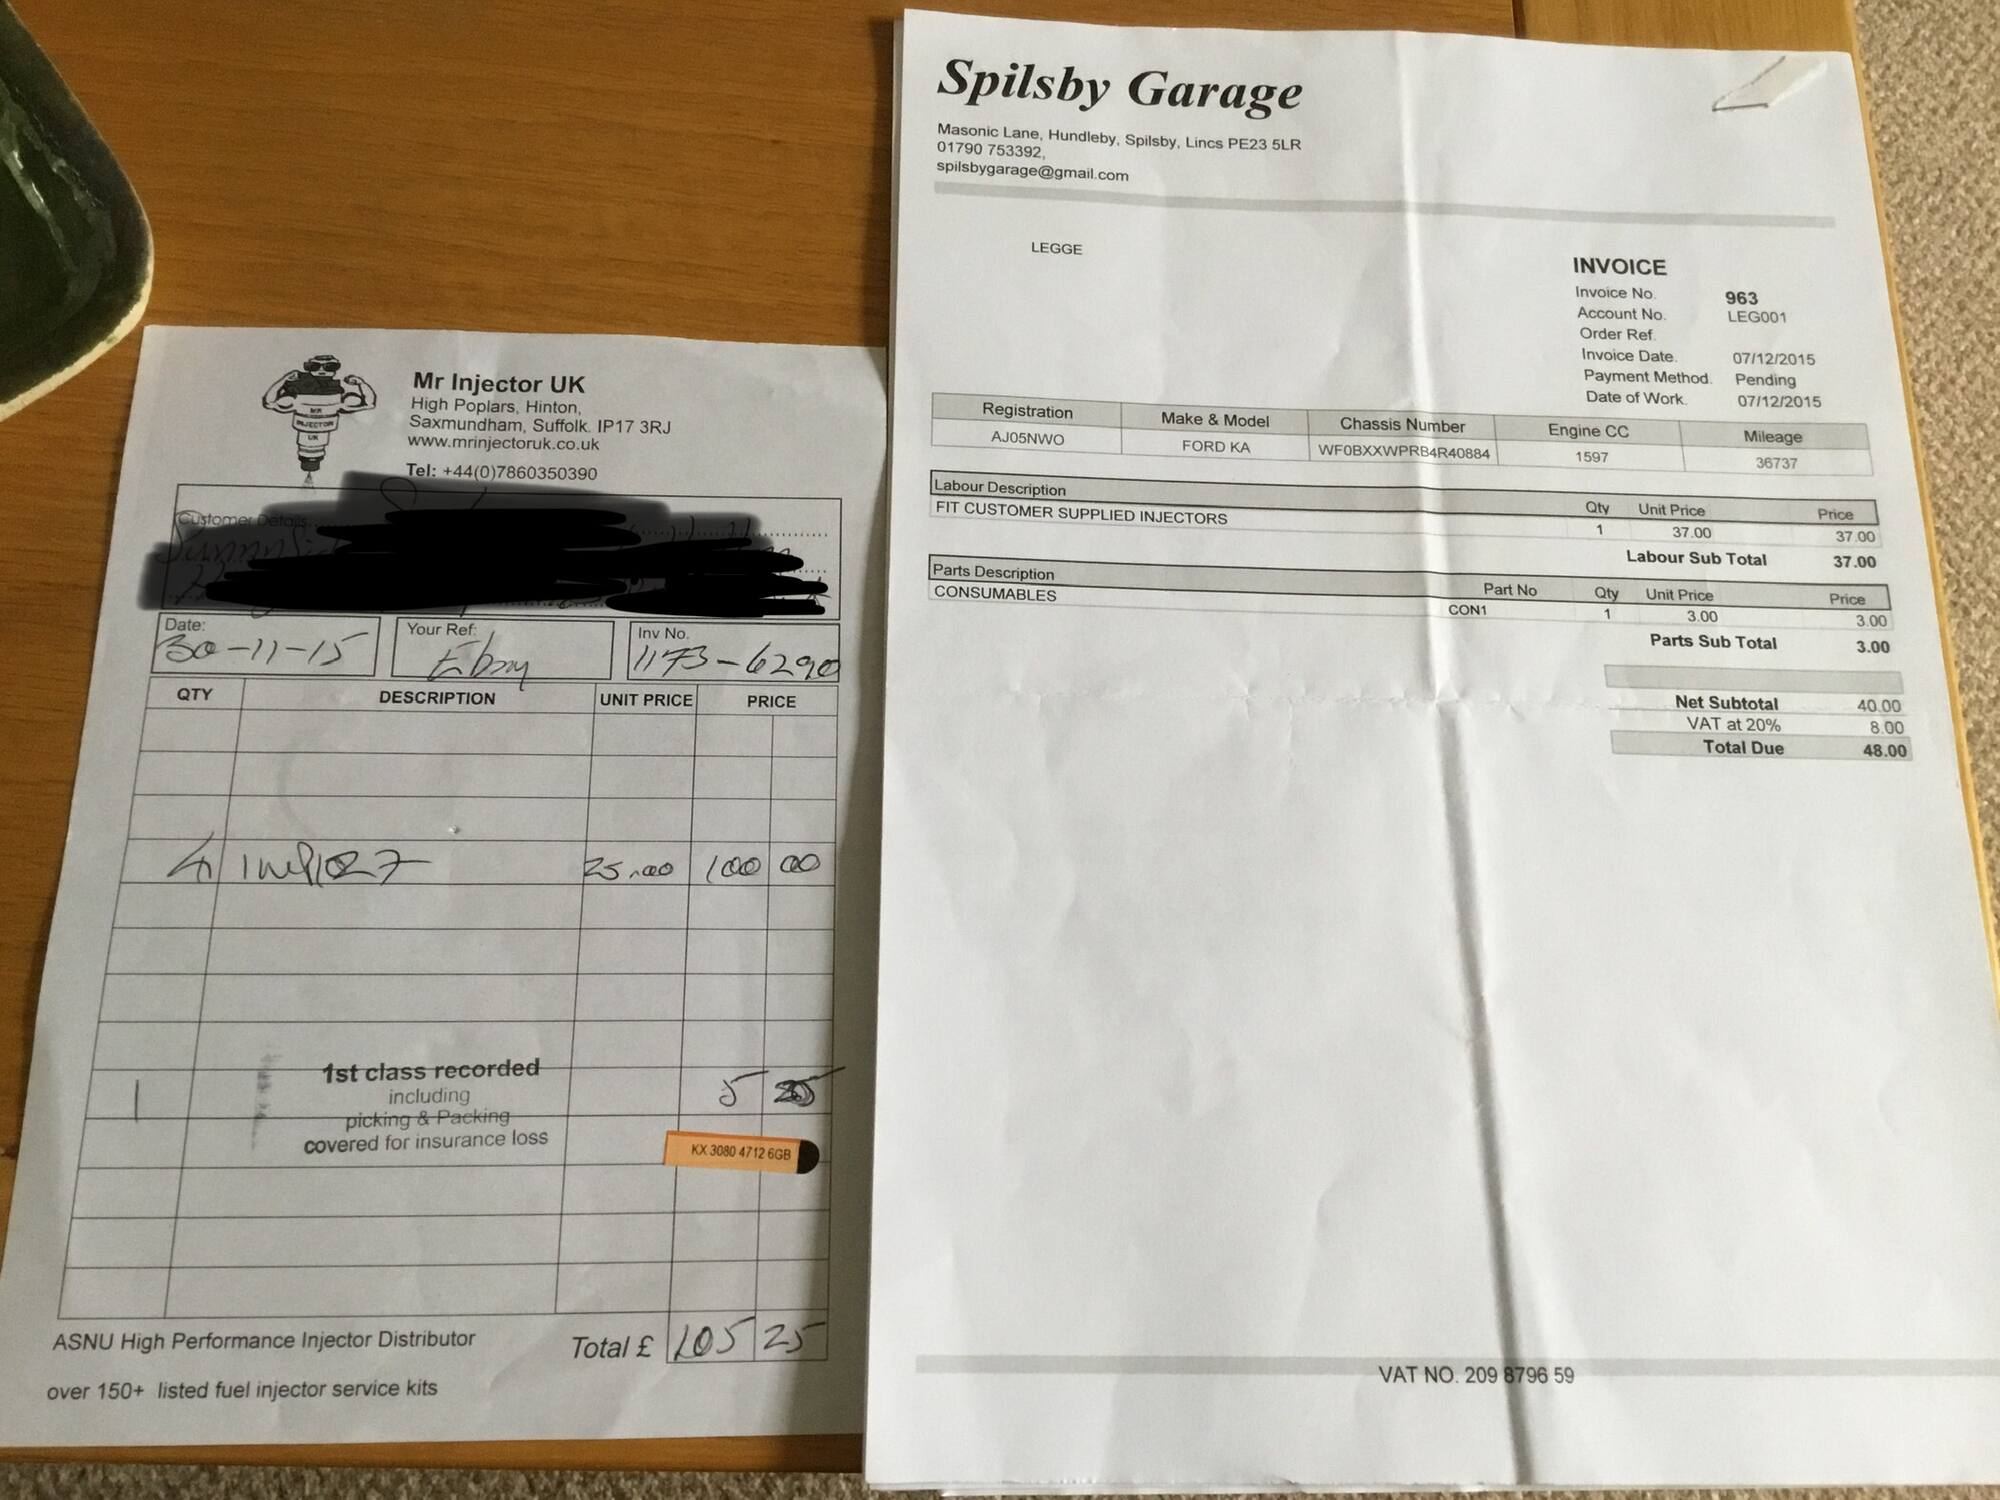 Mr Injector UK
High Poplars, Hinton,
Saxmundham, Suffolk. IP17 3RJ
www.mrinjectoruk.co.uk
Tel: +44(0)7860350390
MR
INJECTOR
UK
Customer Details
Date:
30-11-15
Your Ref:
Ebay
Inv No.
1173-6290
QTY DESCRIPTION UNIT PRICE PRICE
4 25.00 100 00
1 1st class recorded 5 25
including
picking & Packing
covered for insurance loss
KX 3080 4712 6GB
Total £ 105 25
ASNU High Performance Injector Distributor
over 150+ listed fuel injector service kits
Spilsby Garage
Masonic Lane, Hundleby, Spilsby, Lincs PE23 5LR
01790 753392,
spilsbygarage@gmail.com
LEGGE
INVOICE
Invoice No. 963
Account No. LEG001
Order Ref.
Invoice Date. 07/12/2015
Payment Method. Pending
Date of Work. 07/12/2015
Registration Make & Model Chassis Number Engine CC Mileage
AJ05NWO FORD KA WF0BXXWPRB4R40884 1597 36737
Labour Description Qty Unit Price Price
FIT CUSTOMER SUPPLIED INJECTORS 1 37.00 37.00
Labour Sub Total 37.00
Parts Description Part No Qty Unit Price Price
CONSUMABLES CON1 1 3.00 3.00
Parts Sub Total 3.00
Net Subtotal 40.00
VAT at 20% 8.00
Total Due 48.00
VAT NO. 209 8796 59